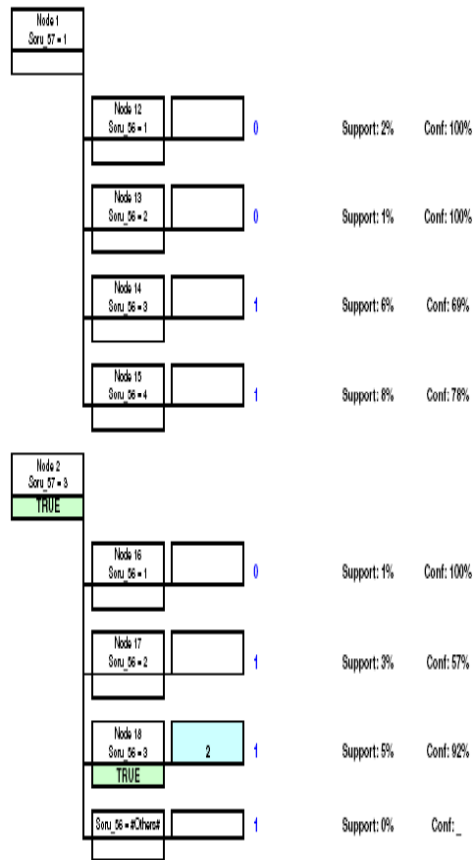 Node 1
Soru_57 = 1
Node 12
Soru_56 = 1
0 Support: 2% Conf: 100%
Node 13
Soru_56 = 2
0 Support: 1% Conf: 100%
Node 14
Soru_56 = 3
1 Support: 6% Conf: 69%
Node 15
Soru_56 = 4
1 Support: 8% Conf: 78%
Node 2
Soru_57 = 3
TRUE
Node 16
Soru_56 = 1
0 Support: 1% Conf: 100%
Node 17
Soru_56 = 2
1 Support: 3% Conf: 57%
Node 18
Soru_56 = 3
TRUE
2 1 Support: 5% Conf: 92%
Soru_56 = #Others#
1 Support: 0% Conf: _